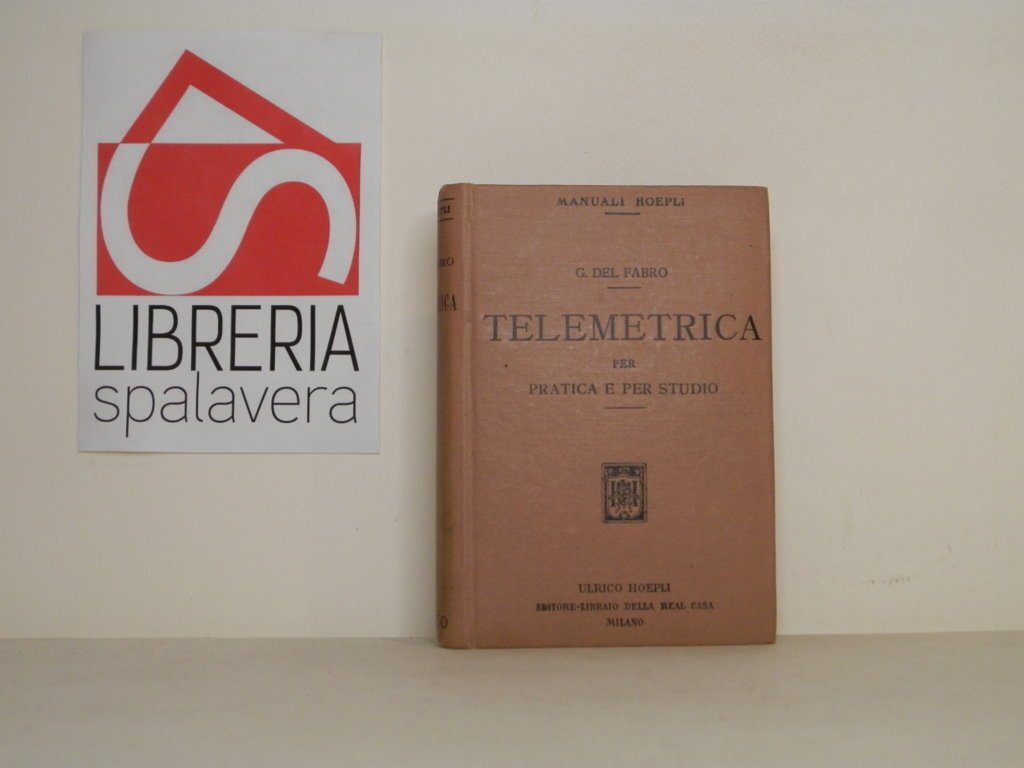 LIBRERIA
spalavera
MANUALI HOEPLI
G. DEL FABRO
TELEMETRICA
PER
PRATICA E PER STUDIO
ULRICO HOEPLI
EDITORE-LIBRAIO DELLA REAL CASA
MILANO